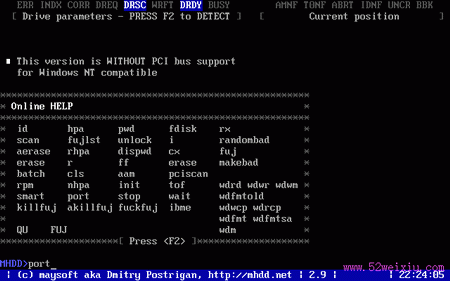 ERR INDX CORR DREQ DRSC WRFT DRDY BUSY AMNF T0NF ABRT IDNF UNCR BBK
[ Drive parameters - PRESS F2 to DETECT ] [ Current position ]
This version is WITHOUT PCI bus support
for Windows NT compatible
Online HELP
id hpa pwd fdisk rx
scan fujlst unlock i randombad
aerase rhpa dispwd cx fuj
erase r ff erase makebad
batch cls aam pciscan
rpm nhpa init tof wdrd wdwr wdwm
smart port stop wait wdfmtold
killfuj akillfuj fuckfuj ibme wdwcp wdrcp
wdfmt wdfmtsa
QU FUJ wdm
[ Press <F2> ]
MHDD>port_
| (c) maysoft aka Dmitry Postrigan, http://mhdd.net | 2.9 | | 22:24:05
www.52weixiu.com